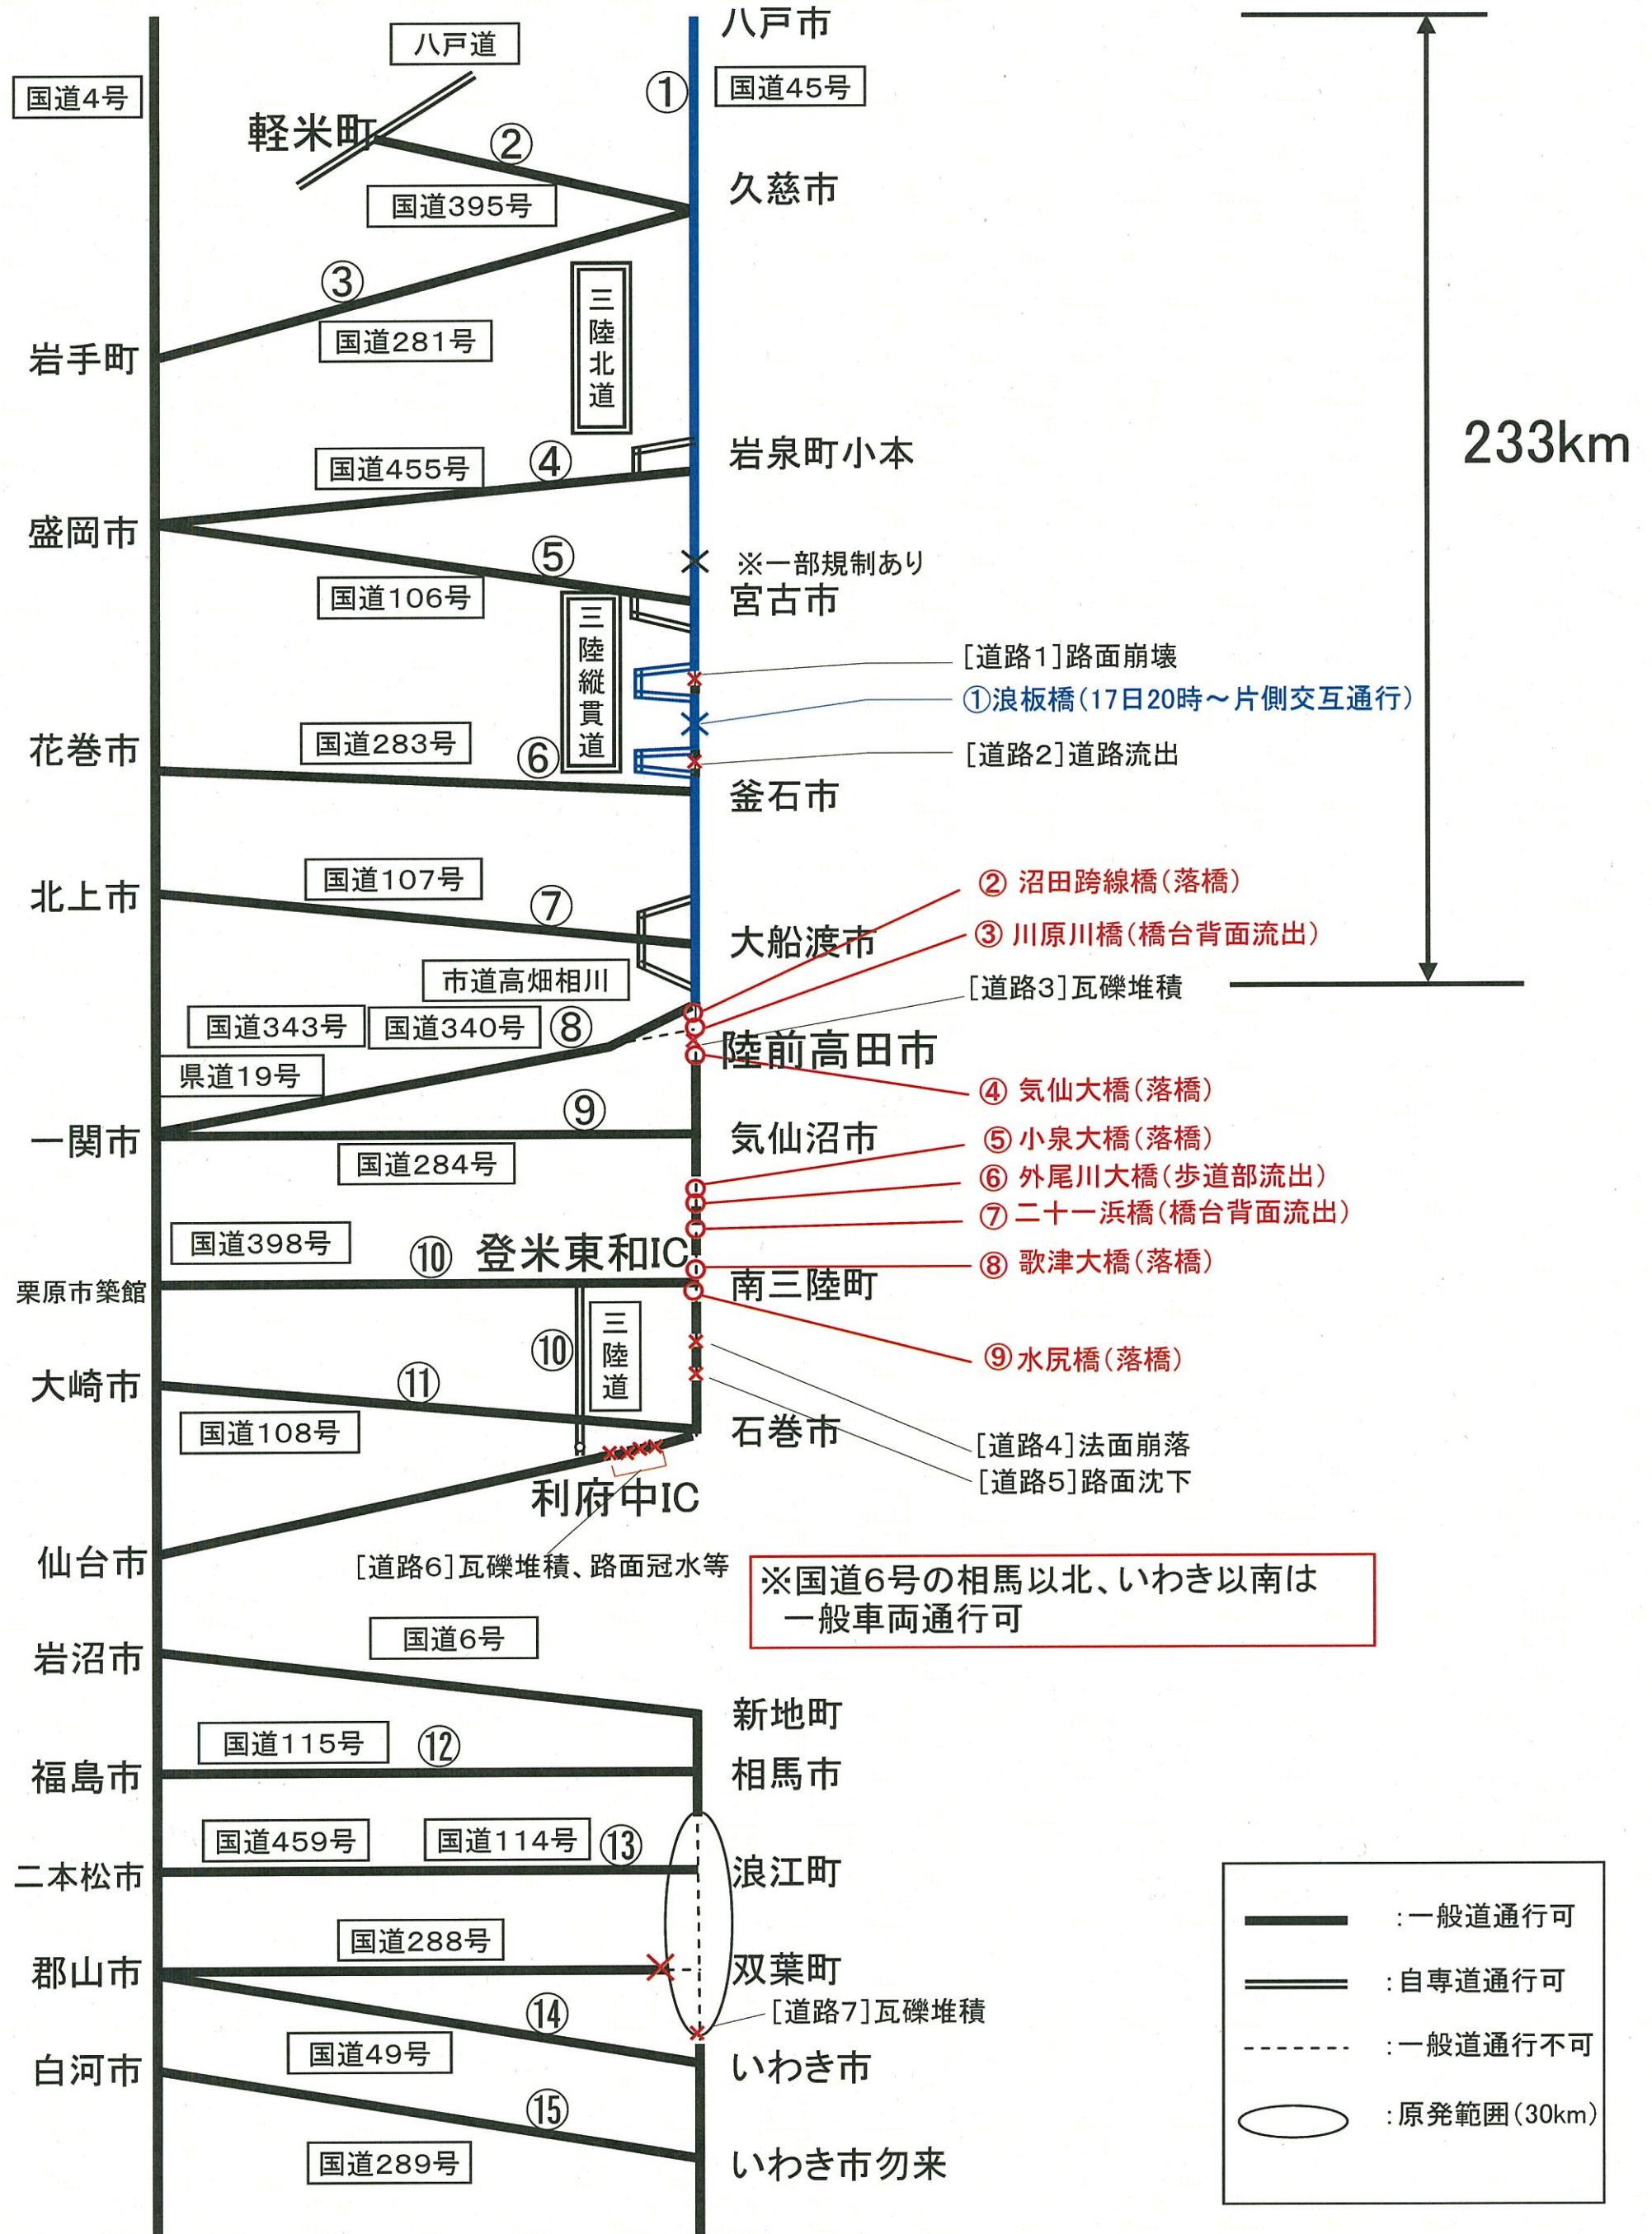 八戸市
八戸道
国道4号
①
国道45号
軽米町
②
久慈市
国道395号
③
三陸北道
国道281号
岩手町
233km
岩泉町小本
④
国道455号
盛岡市
⑤
※一部規制あり
国道106号
宮古市
三陸縦貫道
[道路1]路面崩壊
①浪板橋(17日20時～片側交互通行)
花巻市
国道283号
⑥
[道路2]道路流出
釜石市
国道107号
北上市
⑦
② 沼田跨線橋(落橋)
③ 川原川橋(橋台背面流出)
大船渡市
市道高畑相川
[道路3]瓦礫堆積
国道343号
国道340号
⑧
陸前高田市
県道19号
④ 気仙大橋(落橋)
⑨
一関市
気仙沼市
⑤ 小泉大橋(落橋)
国道284号
⑥ 外尾川大橋(歩道部流出)
⑦ 二十一浜橋(橋台背面流出)
国道398号
⑩
登米東和IC
⑧ 歌津大橋(落橋)
栗原市築館
南三陸町
⑩
三陸道
⑨ 水尻橋(落橋)
大崎市
⑪
国道108号
石巻市
[道路4]法面崩落
[道路5]路面沈下
利府中IC
仙台市
[道路6]瓦礫堆積、路面冠水等
※国道6号の相馬以北、いわき以南は
一般車両通行可
国道6号
岩沼市
新地町
国道115号
⑫
福島市
相馬市
国道459号
国道114号
⑬
二本松市
浪江町
国道288号
郡山市
双葉町
⑭
[道路7]瓦礫堆積
国道49号
白河市
いわき市
⑮
国道289号
いわき市勿来
:一般道通行可
:自専道通行可
:一般道通行不可
:原発範囲(30km)